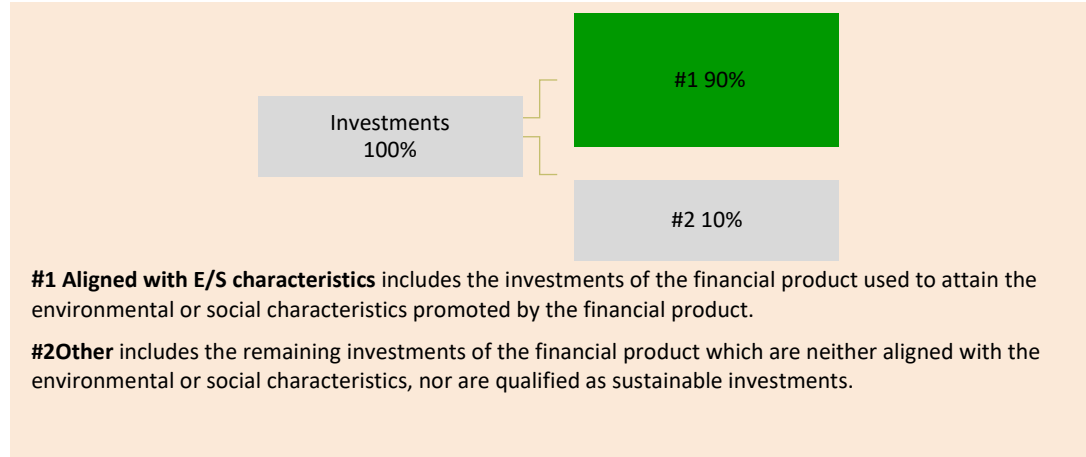 #1 90%
Investments
100%
#2 10%
#1 Aligned with E/S characteristics includes the investments of the financial product used to attain the
environmental or social characteristics promoted by the financial product.
#2Other includes the remaining investments of the financial product which are neither aligned with the
environmental or social characteristics, nor are qualified as sustainable investments.